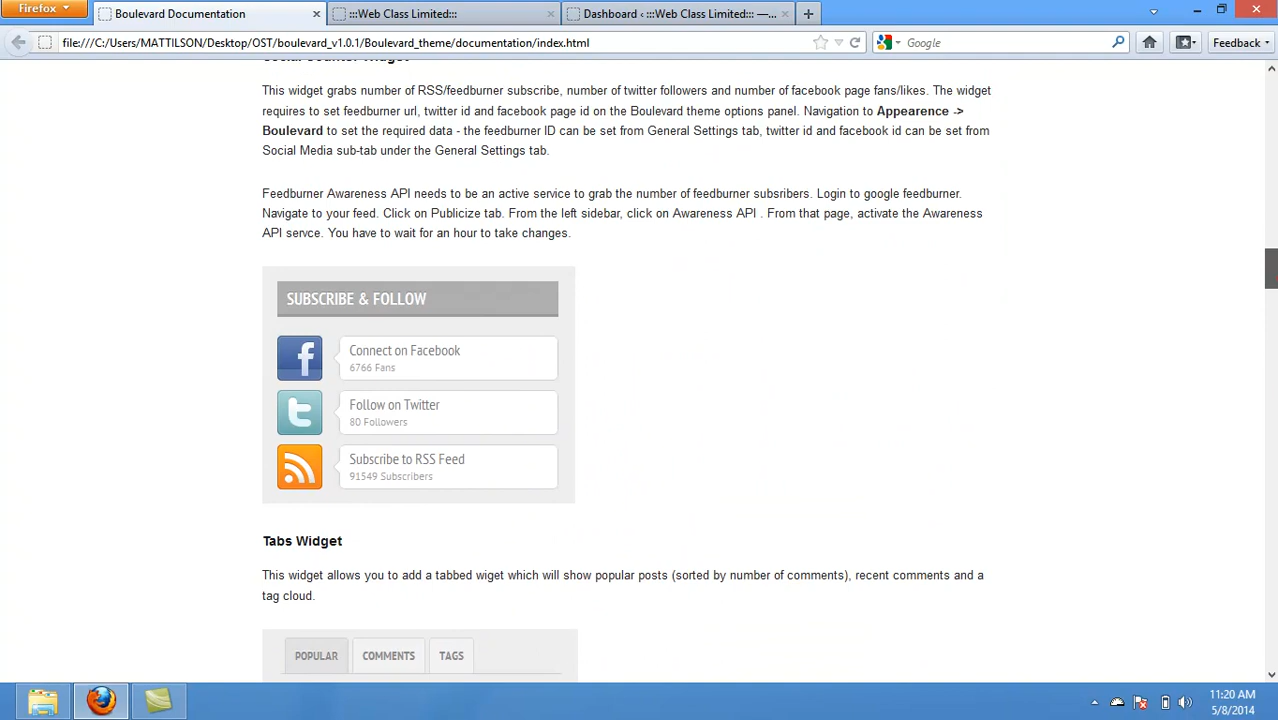 Firefox
Boulevard Documentation
:::Web Class Limited:::
Dashboard ‹ :::Web Class Limited::: —...
file:///C:/Users/MATTILSON/Desktop/OST/boulevard_v1.0.1/Boulevard_theme/documentation/index.html
Google
Feedback
Social Counter Widget
This widget grabs number of RSS/feedburner subscribe, number of twitter followers and number of facebook page fans/likes. The widget
requires to set feedburner url, twitter id and facebook page id on the Boulevard theme options panel. Navigation to Appearence ->
Boulevard to set the required data - the feedburner ID can be set from General Settings tab, twitter id and facebook id can be set from
Social Media sub-tab under the General Settings tab.
Feedburner Awareness API needs to be an active service to grab the number of feedburner subsribers. Login to google feedburner.
Navigate to your feed. Click on Publicize tab. From the left sidebar, click on Awareness API . From that page, activate the Awareness
API servce. You have to wait for an hour to take changes.
SUBSCRIBE & FOLLOW
Connect on Facebook
6766 Fans
Follow on Twitter
80 Followers
Subscribe to RSS Feed
91549 Subscribers
Tabs Widget
This widget allows you to add a tabbed wiget which will show popular posts (sorted by number of comments), recent comments and a
tag cloud.
POPULAR COMMENTS TAGS
11:20 AM
5/8/2014